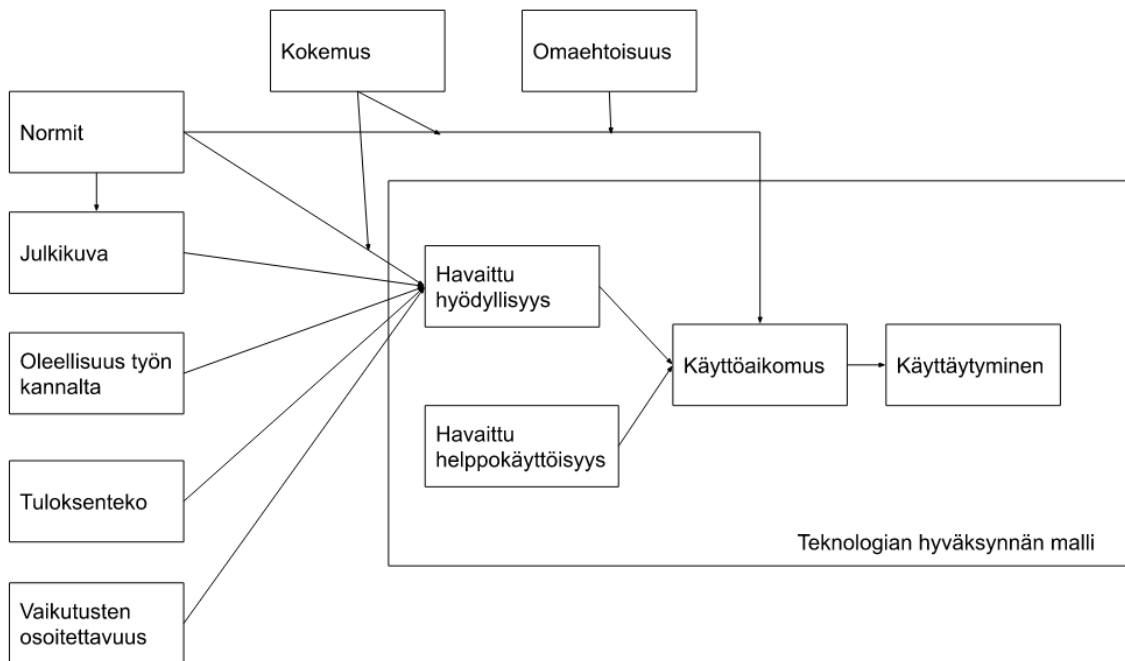 Kokemus
Omaehtoisuus
Normit
Julkikuva
Havaittu
hyödyllisyys
Oleellisuus työn
kannalta
Käyttöaikomus
Käyttäytyminen
Havaittu
helppokäyttöisyys
Tuloksenteko
Teknologian hyväksynnän malli
Vaikutusten
osoitettavuus